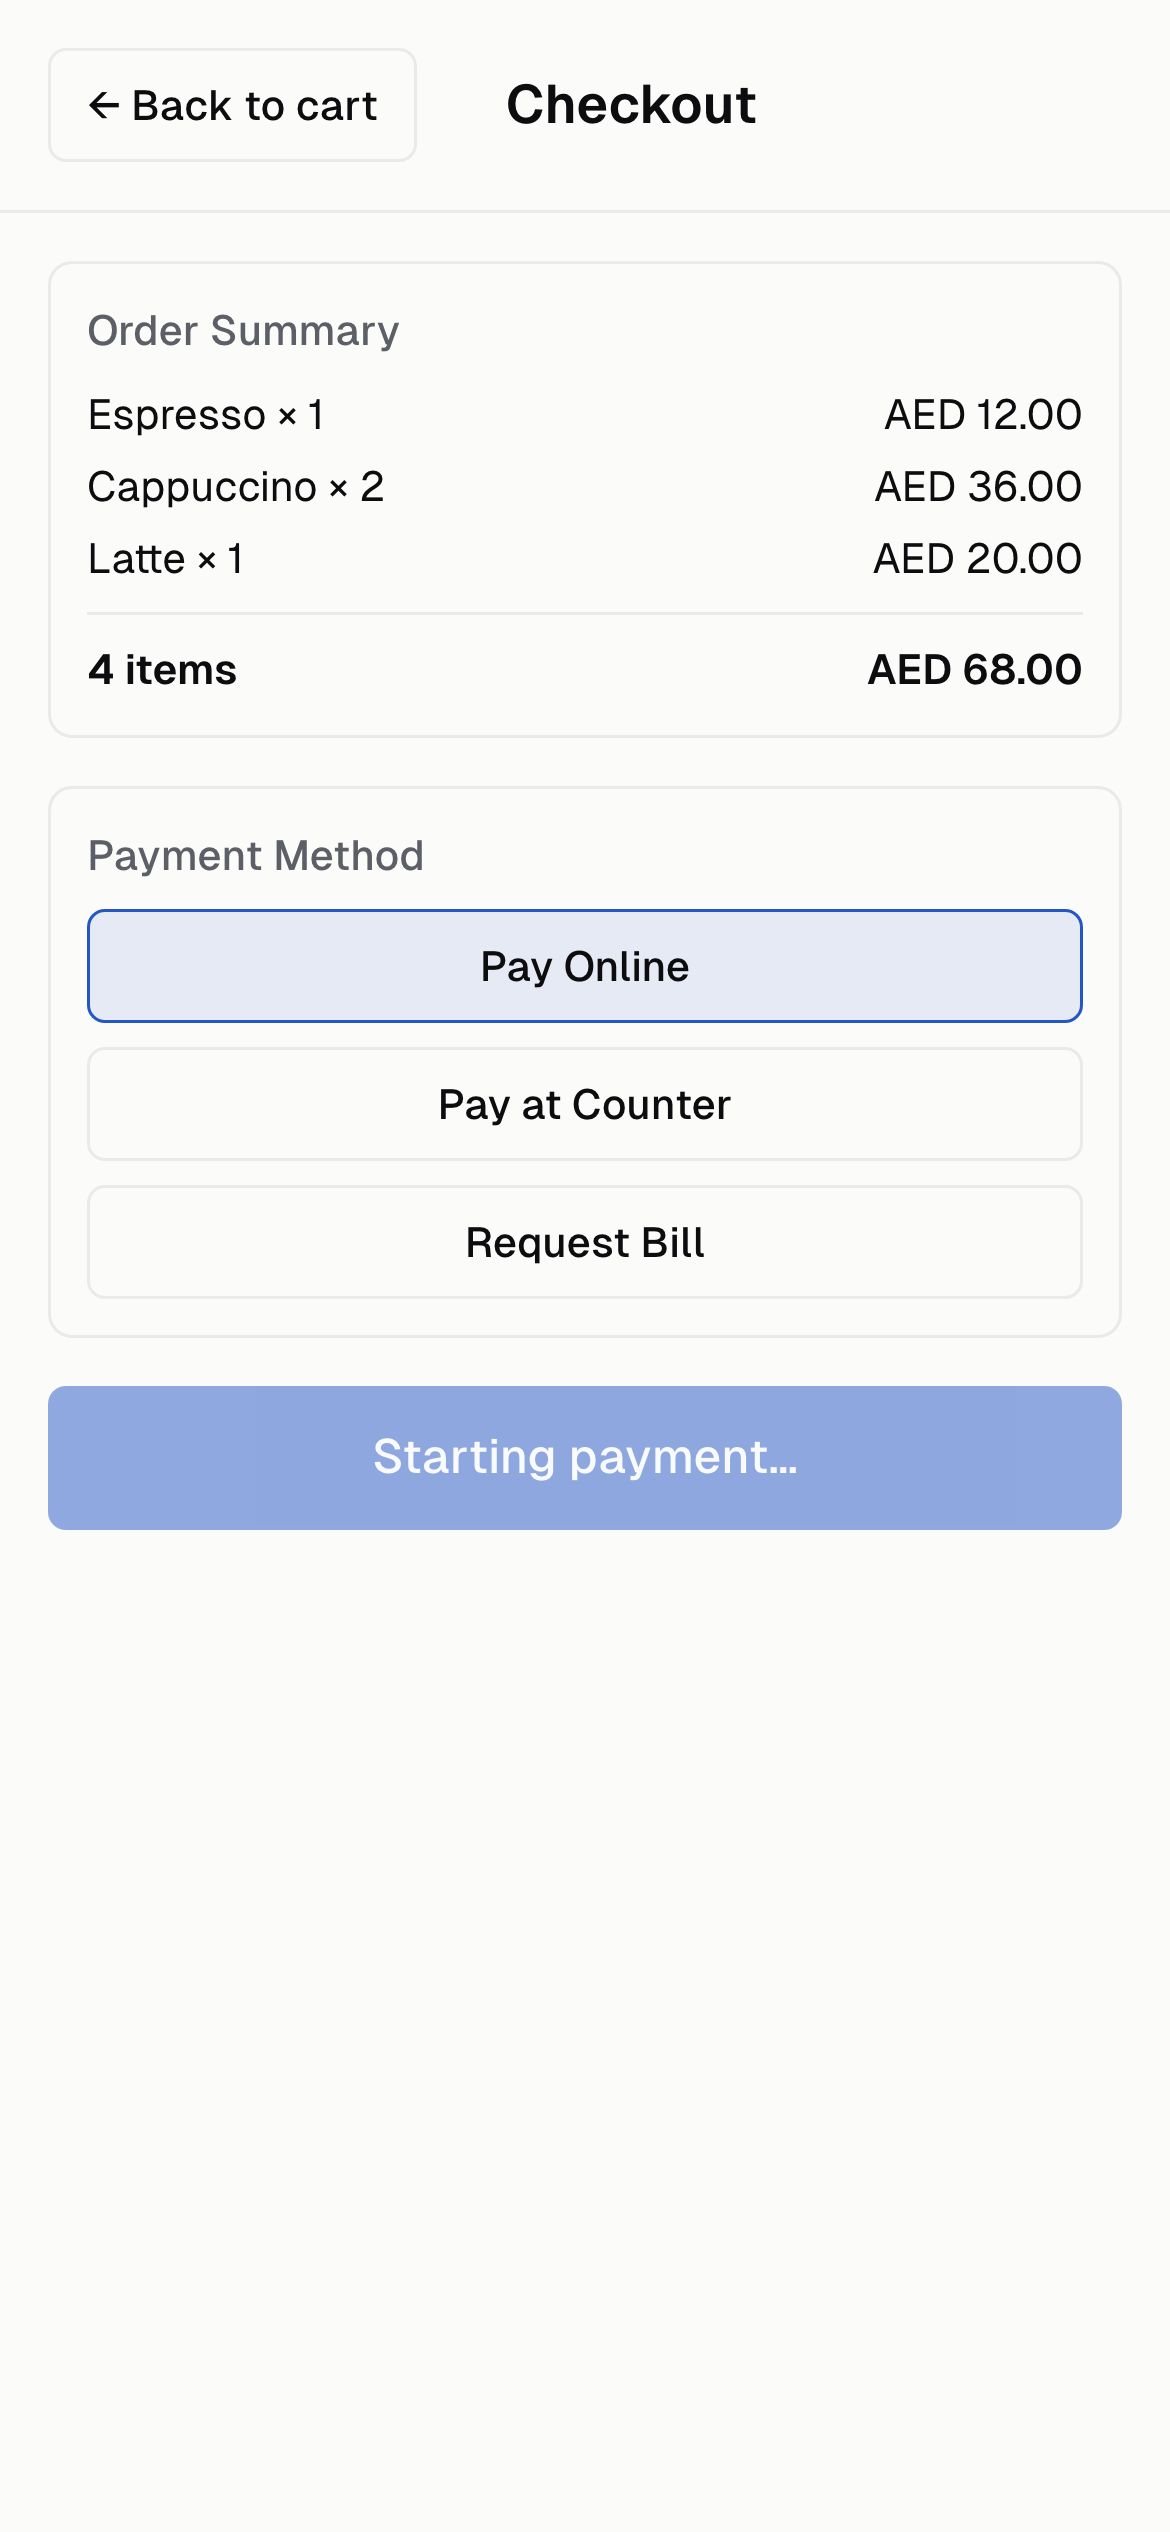 ← Back to cart
Checkout
Order Summary
Espresso × 1 AED 12.00
Cappuccino × 2 AED 36.00
Latte × 1 AED 20.00
4 items AED 68.00
Payment Method
Pay Online
Pay at Counter
Request Bill
Starting payment…